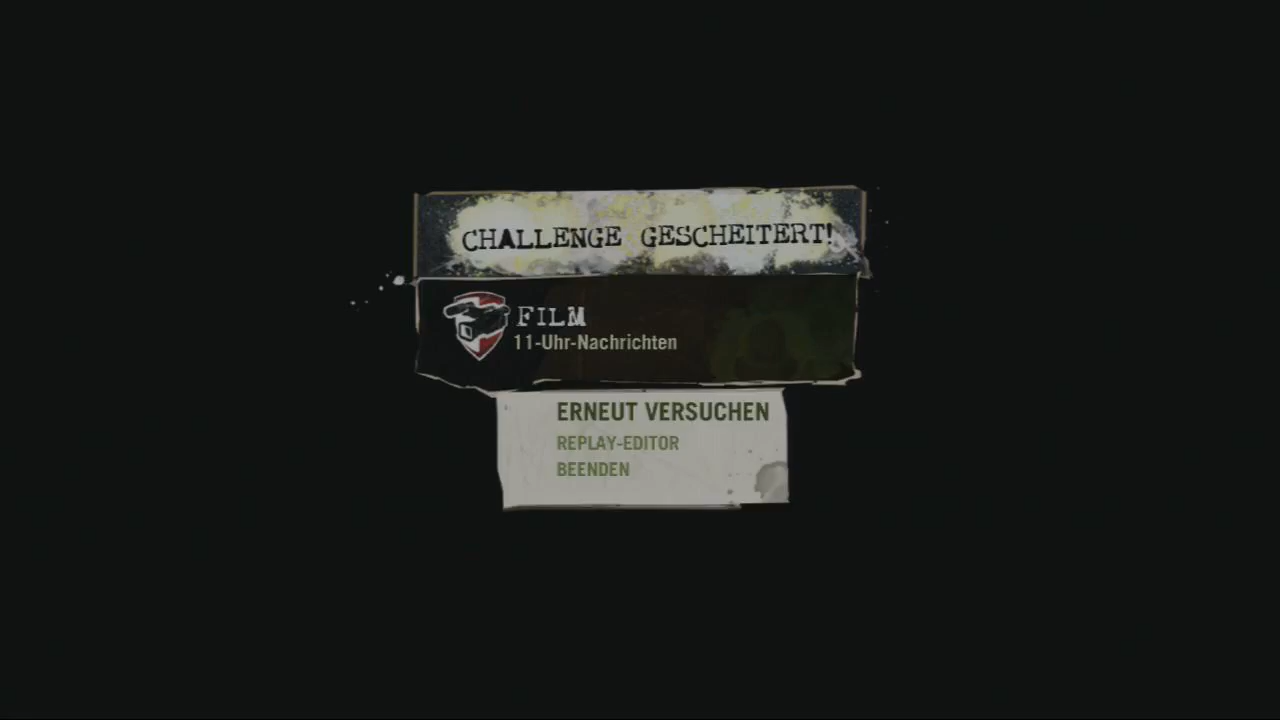 CHALLENGE GESCHEITERT!
FILM
11-Uhr-Nachrichten
ERNEUT VERSUCHEN
REPLAY-EDITOR
BEENDEN